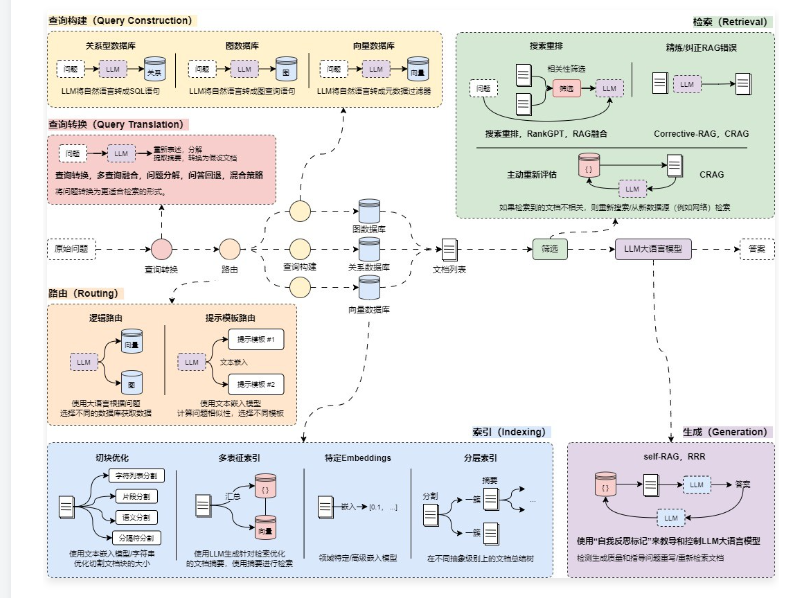 查询构建（Query Construction）
关系型数据库
图数据库
向量数据库
问题
LLM
关系
问题
LLM
图
问题
LLM
向量
LLM将自然语言转成SQL语句
LLM将自然语言转成图查询语句
LLM将自然语言转成元数据过滤器
检索（Retrieval）
搜索重排
精炼/纠正RAG错误
相关性筛选
问题
筛选
LLM
LLM
搜索重排，RankGPT，RAG融合
Corrective-RAG，CRAG
主动重新评估
{ }
LLM
CRAG
如果检索到的文档不相关，则重新搜索/从新数据源（例如网络）检索
查询转换（Query Translation）
问题
LLM
重新表述，分解
提取摘要，转换为假设文档
查询转换，多查询融合，问题分解，问答回退，混合策略
将问题转换为更适合检索的形式。
原始问题
查询转换
路由
查询构建
图数据库
关系数据库
向量数据库
文档列表
筛选
LLM大语言模型
答案
路由（Routing）
逻辑路由
提示模板路由
LLM
向量
图
LLM
提示模板 #1
文本嵌入
提示模板 #2
使用大语言根据问题
选择不同的数据库获取数据
使用文本嵌入模型
计算问题相似性，选择不同模板
索引（Indexing）
切块优化
多表征索引
特定Embeddings
分层索引
字符列表分割
片段分割
语义分割
分隔符分割
使用文本嵌入模型/字符串
优化切割文档块的大小
汇总
{ }
向量
使用LLM生成针对检索优化
的文档摘要，使用摘要进行检索
嵌入
[0.1, ...]
领域特定/高级嵌入模型
分割
摘要
一簇
一簇
...
在不同抽象级别上的文档总结树
生成（Generation）
self-RAG，RRR
{ }
LLM
答案
LLM
使用“自我反思标记”来教导和控制LLM大语言模型
检测生成质量和指导问题重写/重新检索文档